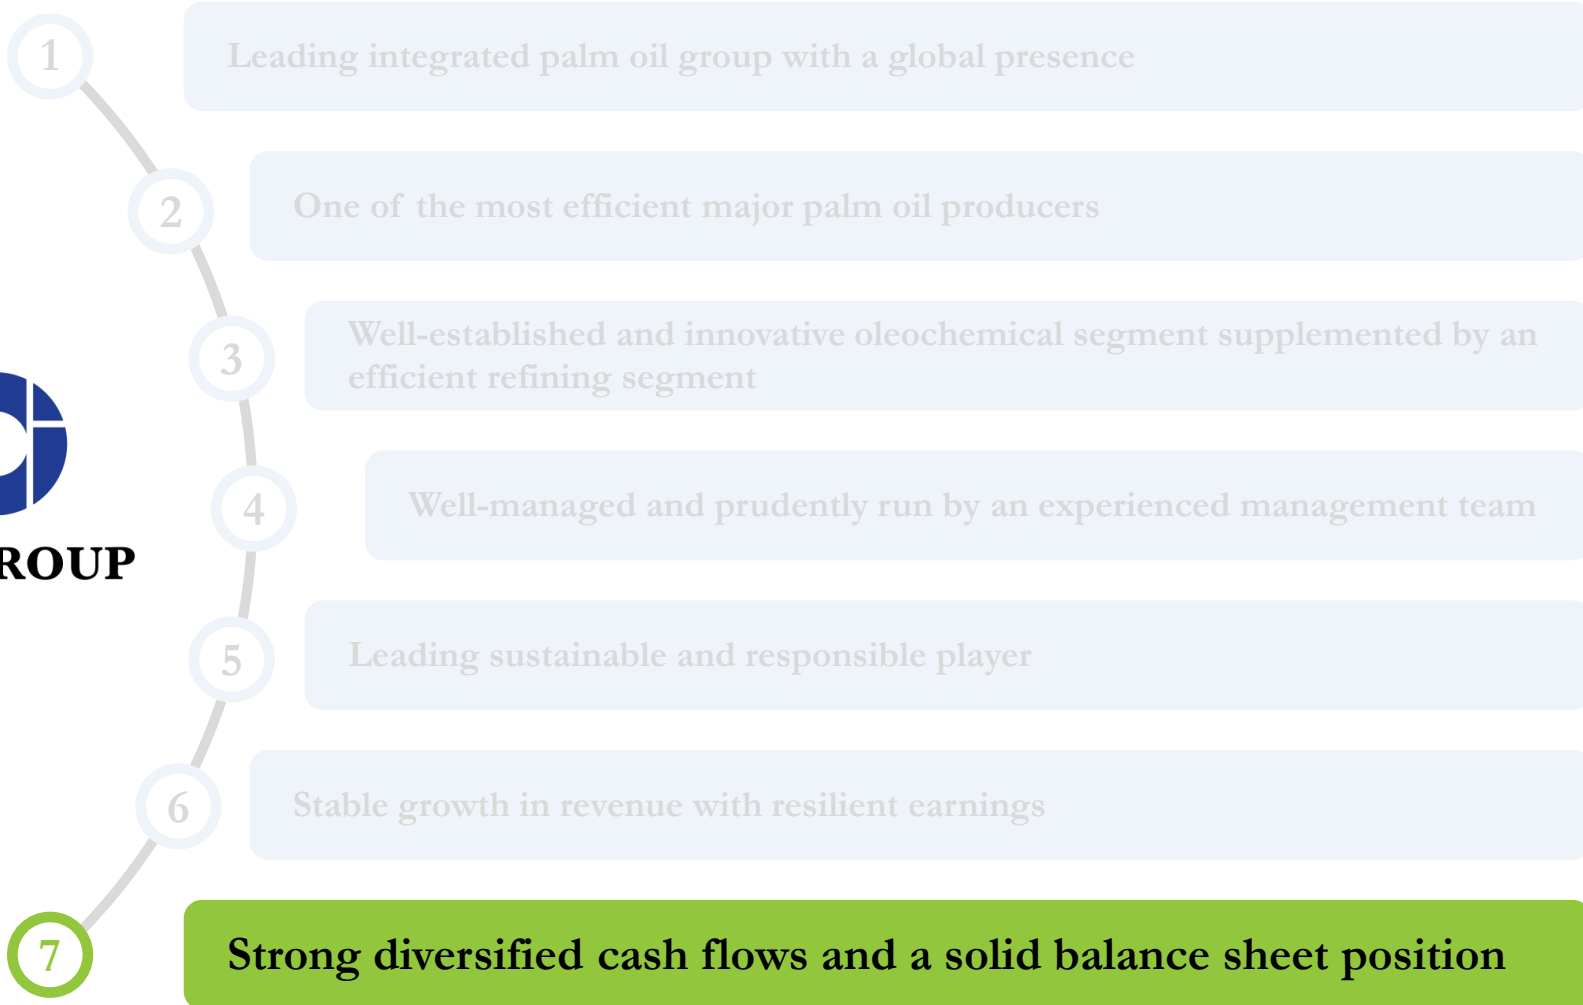 1
Leading integrated palm oil group with a global presence
2
One of the most efficient major palm oil producers
3
Well-established and innovative oleochemical segment supplemented by an
efficient refining segment
4
Well-managed and prudently run by an experienced management team
ROUP
5
Leading sustainable and responsible player
6
Stable growth in revenue with resilient earnings
7
Strong diversified cash flows and a solid balance sheet position